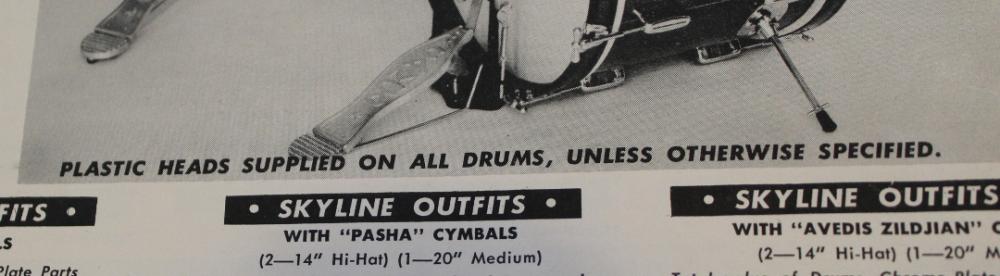 PLASTIC HEADS SUPPLIED ON ALL DRUMS, UNLESS OTHERWISE SPECIFIED.
FITS •
Plate Parts
• SKYLINE OUTFITS •
WITH "PASHA" CYMBALS
(2—14" Hi-Hat) (1—20" Medium)
• SKYLINE OUTFITS
WITH "AVEDIS ZILDJIAN" C
(2—14" Hi-Hat) (1—20" M